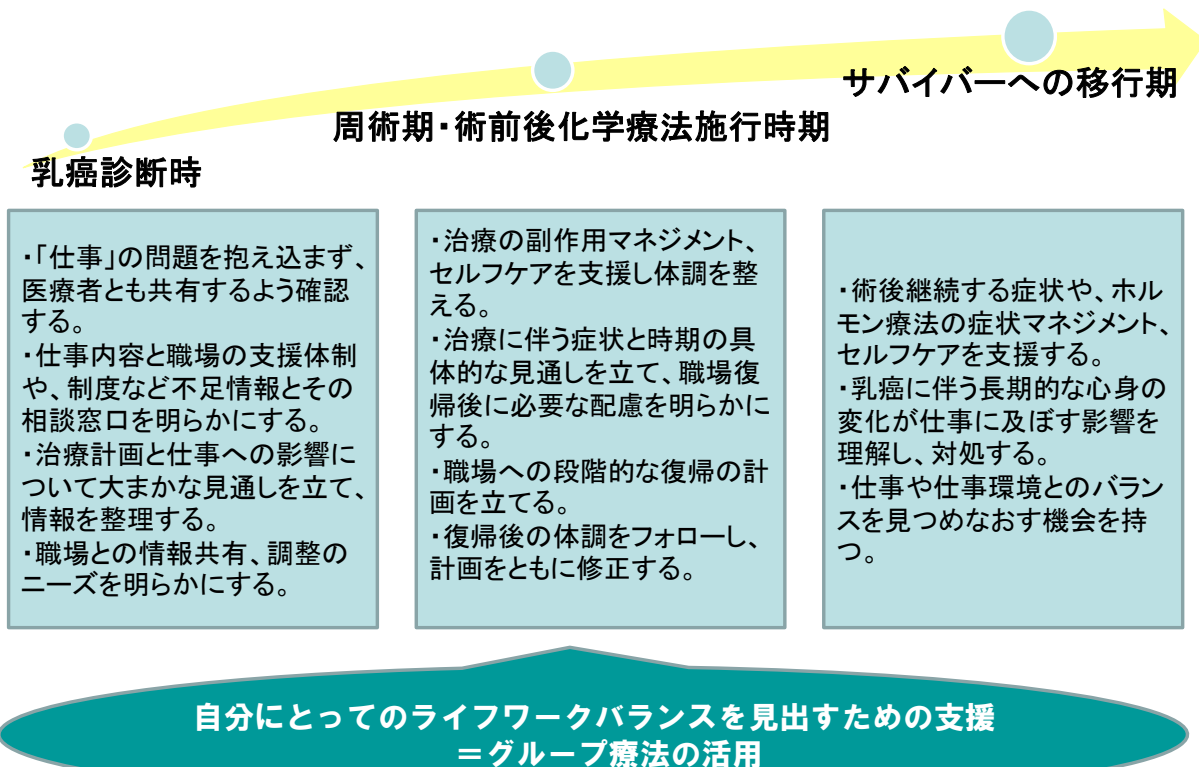 サバイバーへの移行期
周術期・術前後化学療法施行時期
乳癌診断時
・「仕事」の問題を抱え込まず、
医療者とも共有するよう確認
する。
・仕事内容と職場の支援体制
や、制度など不足情報とその
相談窓口を明らかにする。
・治療計画と仕事への影響に
ついて大まかな見通しを立て、
情報を整理する。
・職場との情報共有、調整の
ニーズを明らかにする。
・治療の副作用マネジメント、
セルフケアを支援し体調を整
える。
・治療に伴う症状と時期の具
体的な見通しを立て、職場復
帰後に必要な配慮を明らかに
する。
・職場への段階的な復帰の計
画を立てる。
・復帰後の体調をフォローし、
計画をともに修正する。
・術後継続する症状や、ホル
モン療法の症状マネジメント、
セルフケアを支援する。
・乳癌に伴う長期的な心身の
変化が仕事に及ぼす影響を
理解し、対処する。
・仕事や仕事環境とのバラン
スを見つめなおす機会を持
つ。
自分にとってのライフワークバランスを見出すための支援
＝グループ療法の活用